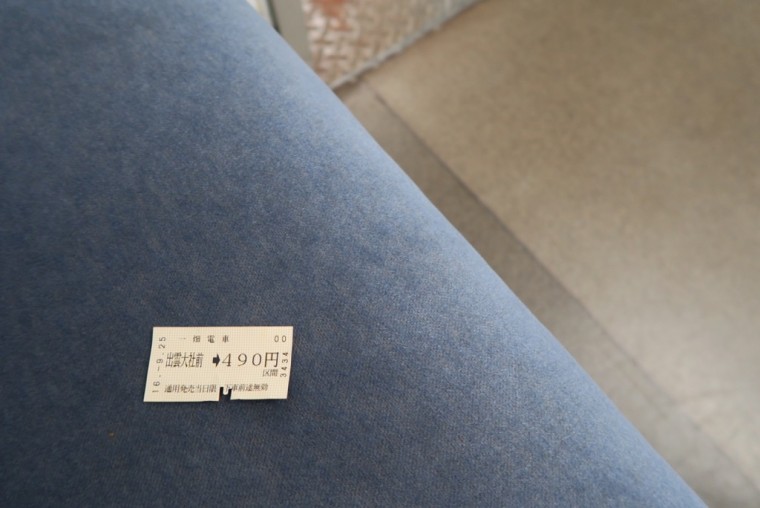 一畑電車 00
16.-9.25
出雲大社前 ➡490円
区間
3434
通用発売当日限 下車前途無効